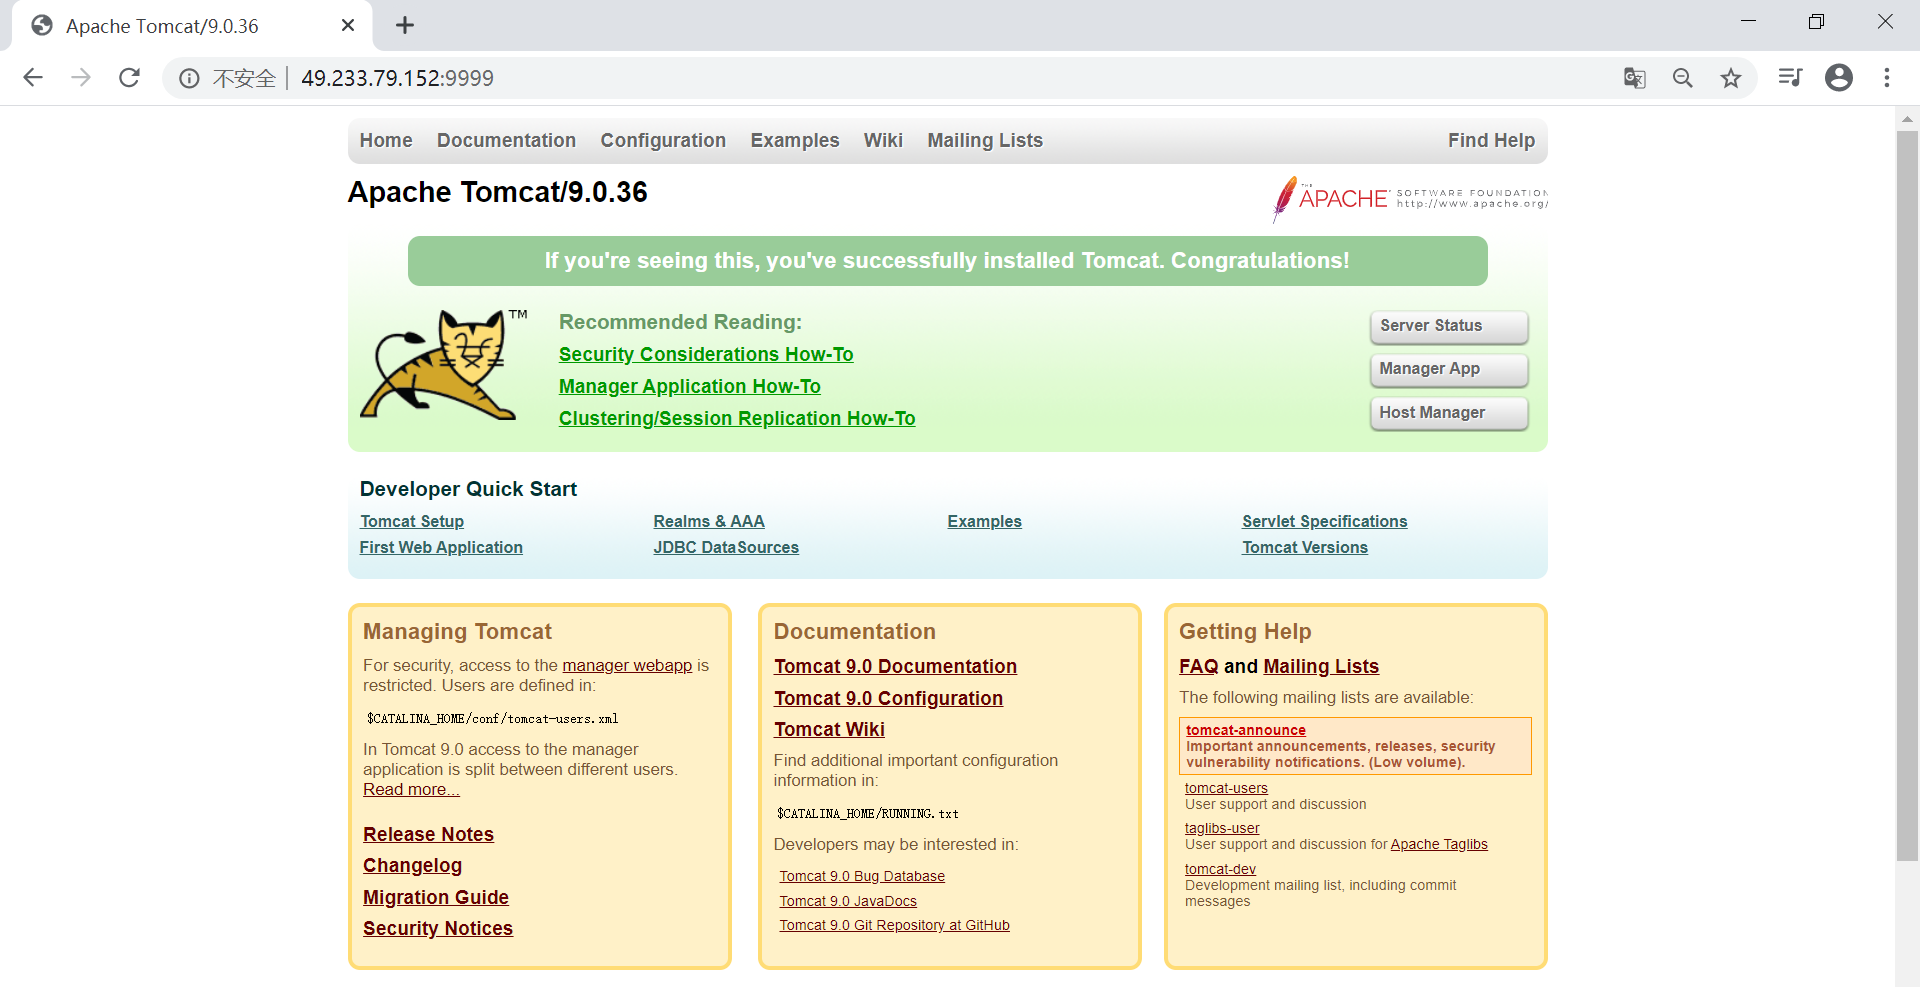 Apache Tomcat/9.0.36
不安全 49.233.79.152:9999
Home Documentation Configuration Examples Wiki Mailing Lists Find Help
Apache Tomcat/9.0.36
THE APACHE SOFTWARE FOUNDATION
http://www.apache.org/
If you're seeing this, you've successfully installed Tomcat. Congratulations!
TM
Recommended Reading:
Security Considerations How-To
Manager Application How-To
Clustering/Session Replication How-To
Server Status
Manager App
Host Manager
Developer Quick Start
Tomcat Setup
First Web Application
Realms & AAA
JDBC DataSources
Examples
Servlet Specifications
Tomcat Versions
Managing Tomcat
For security, access to the manager webapp is
restricted. Users are defined in:
$CATALINA_HOME/conf/tomcat-users.xml
In Tomcat 9.0 access to the manager
application is split between different users.
Read more...
Release Notes
Changelog
Migration Guide
Security Notices
Documentation
Tomcat 9.0 Documentation
Tomcat 9.0 Configuration
Tomcat Wiki
Find additional important configuration
information in:
$CATALINA_HOME/RUNNING.txt
Developers may be interested in:
Tomcat 9.0 Bug Database
Tomcat 9.0 JavaDocs
Tomcat 9.0 Git Repository at GitHub
Getting Help
FAQ and Mailing Lists
The following mailing lists are available:
tomcat-announce
Important announcements, releases, security
vulnerability notifications. (Low volume).
tomcat-users
User support and discussion
taglibs-user
User support and discussion for Apache Taglibs
tomcat-dev
Development mailing list, including commit
messages